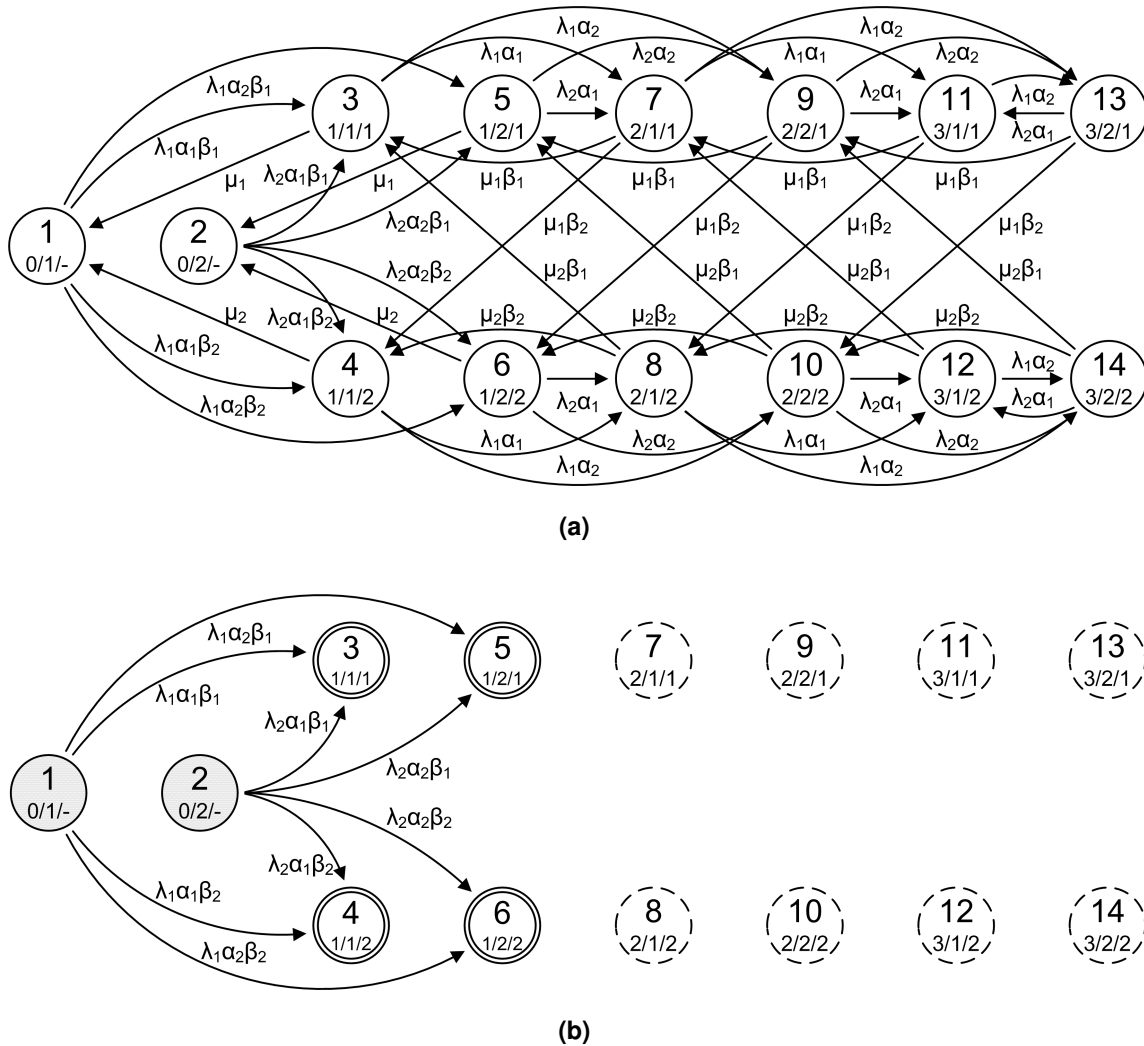 λ₁α₂
λ₁α₂
λ₁α₁ λ₂α₂ λ₁α₁ λ₂α₂
λ₁α₂β₁
3 5 7 9 11 13
λ₂α₁ λ₂α₁ λ₁α₂
1/1/1 1/2/1 2/1/1 2/2/1 3/1/1 3/2/1
λ₁α₁β₁ λ₂α₁
μ₁ λ₂α₁β₁ μ₁ μ₁β₁ μ₁β₁ μ₁β₁ μ₁β₁
λ₂α₂β₁ μ₁β₂ μ₁β₂ μ₁β₂ μ₁β₂
1 2
0/1/- 0/2/-
λ₂α₂β₂ μ₂β₁ μ₂β₁ μ₂β₁ μ₂β₁
μ₂ λ₂α₁β₂ μ₂ μ₂β₂ μ₂β₂ μ₂β₂ μ₂β₂
λ₁α₁β₂
4 6 8 10 12 λ₁α₂ 14
1/1/2 1/2/2 2/1/2 2/2/2 3/1/2 3/2/2
λ₁α₂β₂ λ₂α₁ λ₂α₁ λ₂α₁
λ₁α₁ λ₂α₂ λ₁α₁ λ₂α₂
λ₁α₂ λ₁α₂
(a)
λ₁α₂β₁
3 5 7 9 11 13
1/1/1 1/2/1 2/1/1 2/2/1 3/1/1 3/2/1
λ₁α₁β₁
λ₂α₁β₁
λ₂α₂β₁
1 2
0/1/- 0/2/-
λ₂α₂β₂
λ₂α₁β₂
λ₁α₁β₂
4 6 8 10 12 14
1/1/2 1/2/2 2/1/2 2/2/2 3/1/2 3/2/2
λ₁α₂β₂
(b)